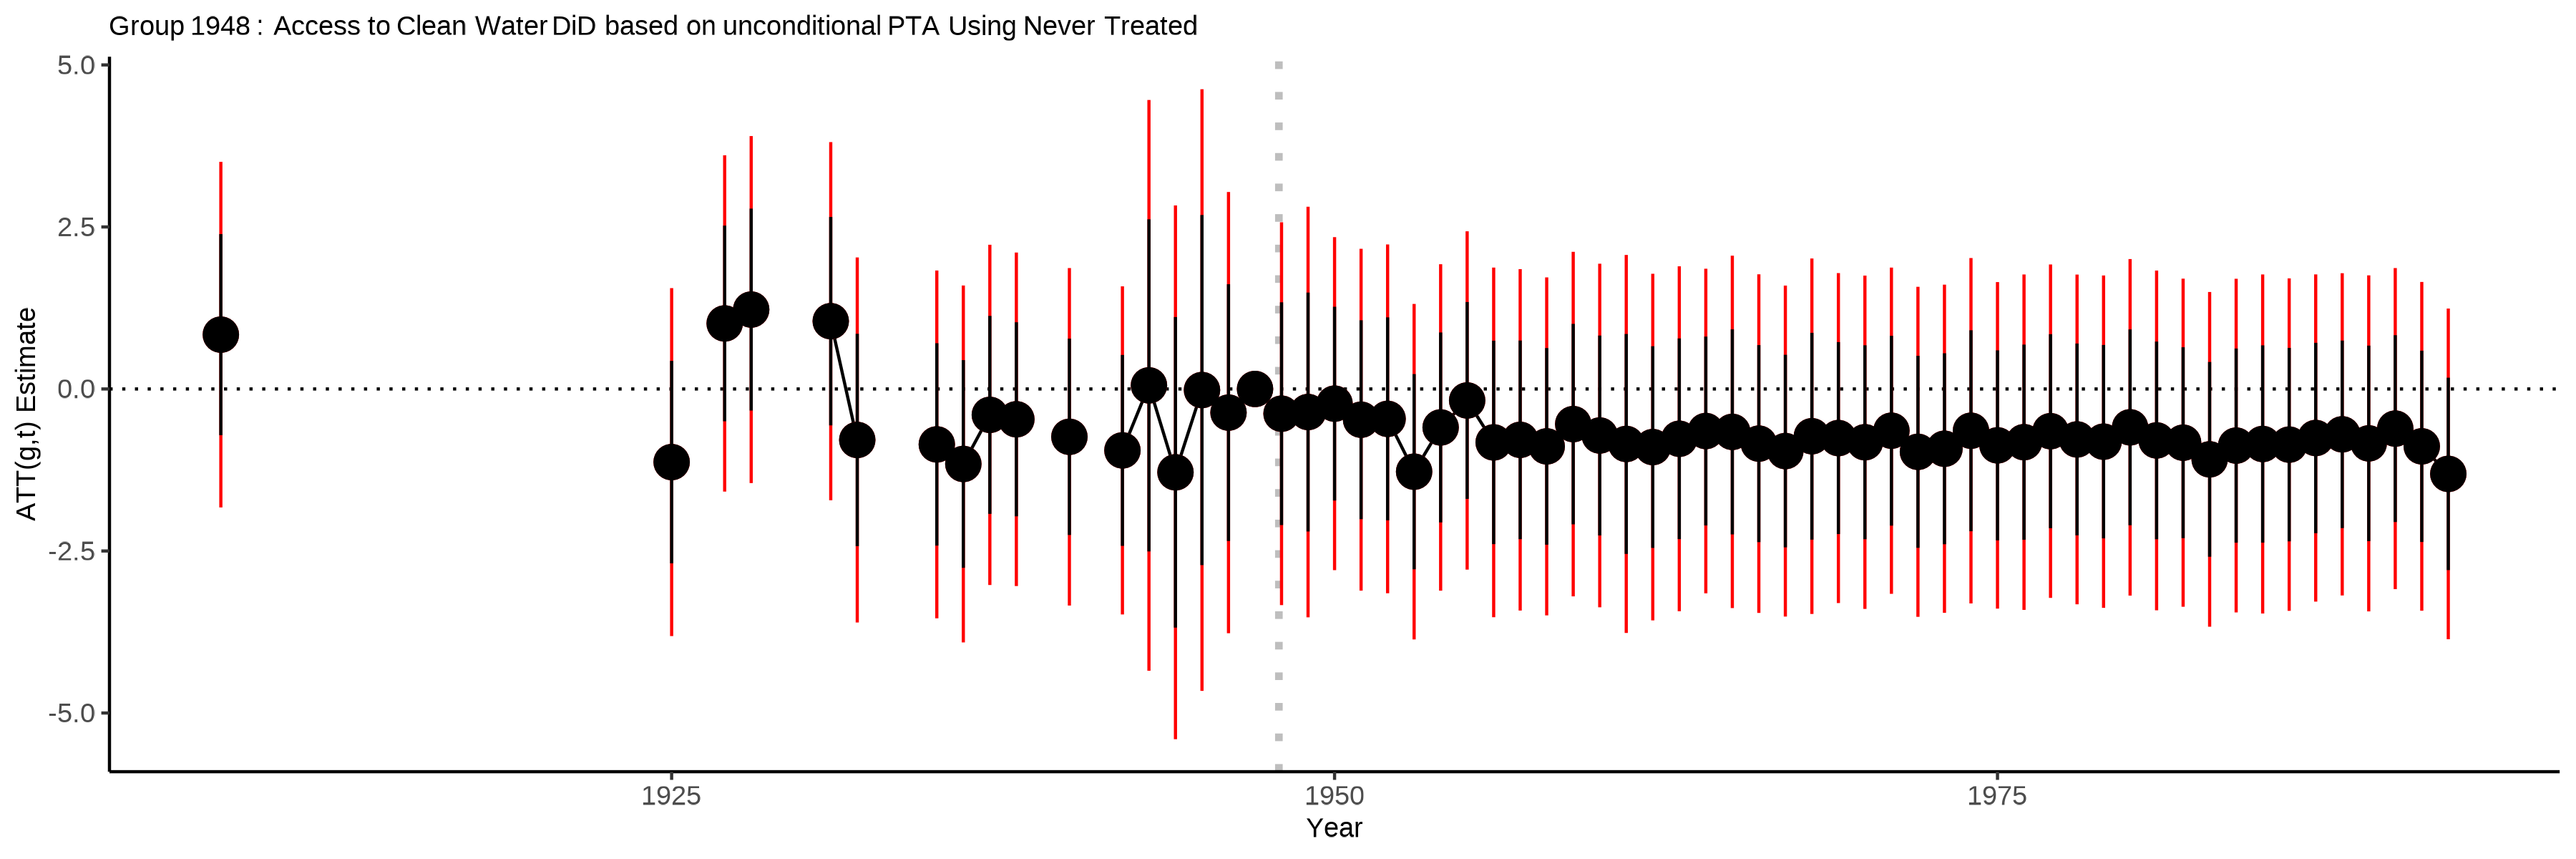 Group 1948 : Access to Clean Water DiD based on unconditional PTA Using Never Treated
5.0
2.5
0.0
-2.5
-5.0
ATT(g,t) Estimate
1925
1950
1975
Year